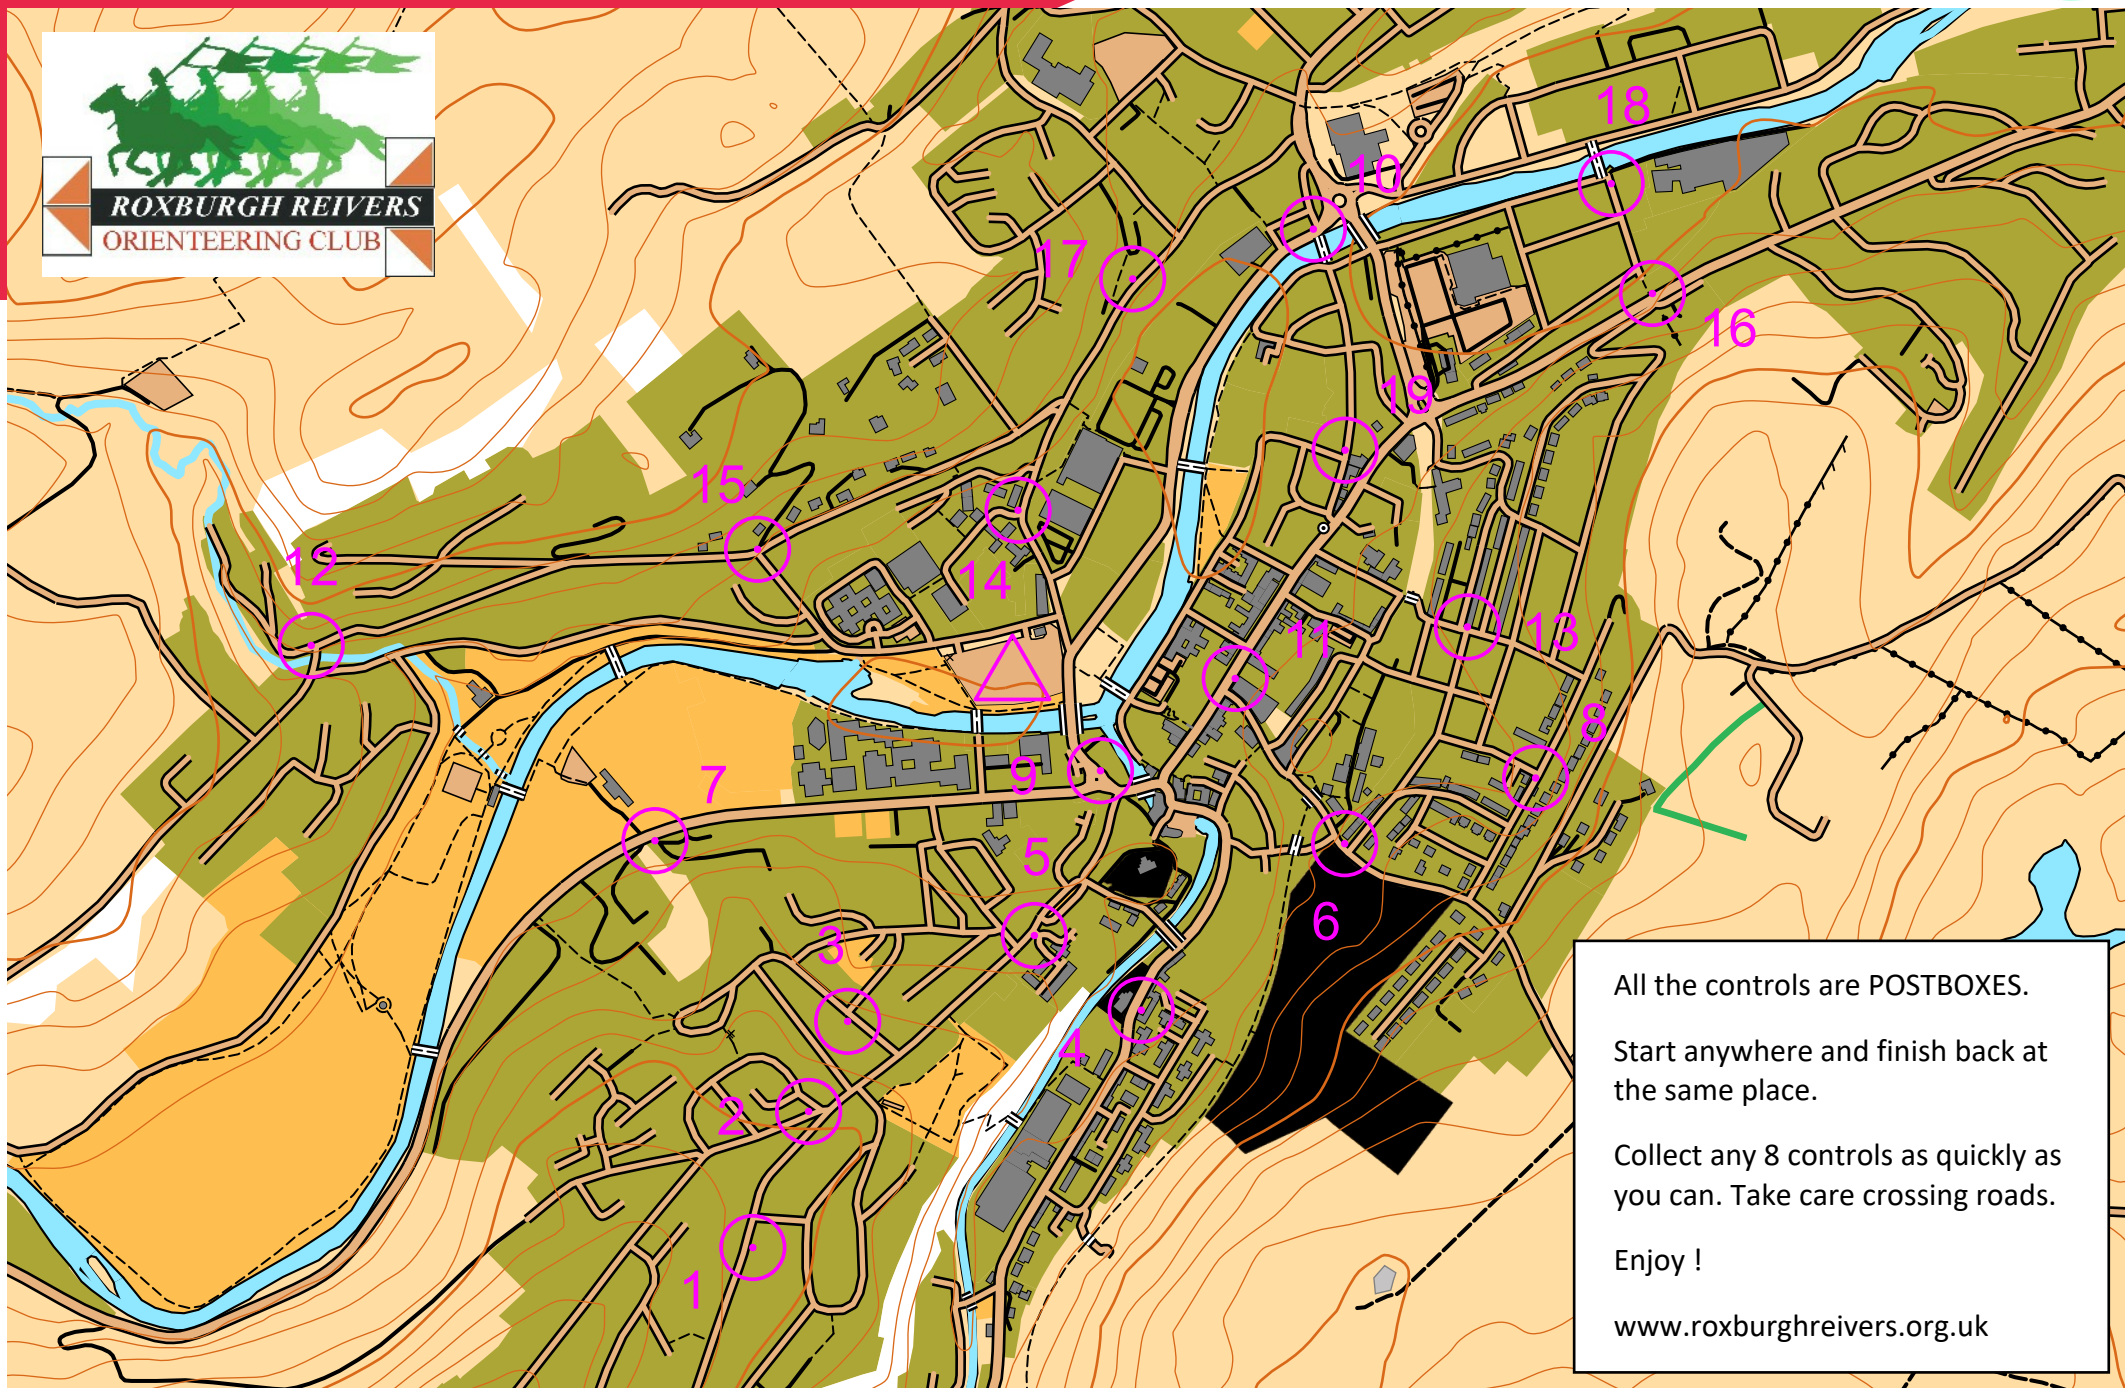 ROXBURGH REIVERS
ORIENTEERING CLUB
18
10
17
16
19
15
12
14
13
11
8
7
9
5
6
3
4
2
1
All the controls are POSTBOXES.
Start anywhere and finish back at
the same place.
Collect any 8 controls as quickly as
you can. Take care crossing roads.
Enjoy !
www.roxburghreivers.org.uk